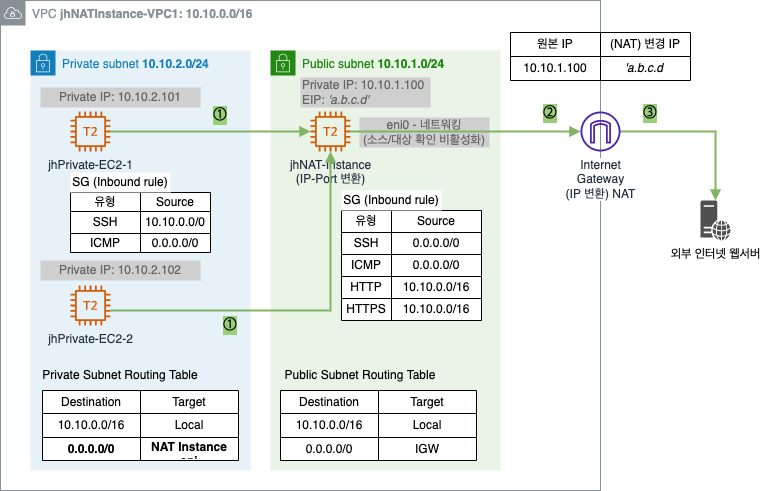 VPC jhNATInstance-VPC1: 10.10.0.0/16
원본 IP (NAT) 변경 IP
10.10.1.100 'a.b.c.d
Private subnet 10.10.2.0/24
Public subnet 10.10.1.0/24
Private IP: 10.10.1.100
EIP: 'a.b.c.d'
Private IP: 10.10.2.101
① ② ③
T2
T2
eni0 - 네트워킹
(소스/대상 확인 비활성화)
jhPrivate-EC2-1
jhNAT-Instance
(IP-Port 변환)
Internet
Gateway
(IP 변환) NAT
SG (Inbound rule)
유형 Source
SSH 10.10.0.0/0
ICMP 0.0.0.0/0
SG (Inbound rule)
유형 Source
SSH 0.0.0.0/0
ICMP 0.0.0.0/0
HTTP 10.10.0.0/16
HTTPS 10.10.0.0/16
외부 인터넷 웹서버
Private IP: 10.10.2.102
T2
①
jhPrivate-EC2-2
Private Subnet Routing Table
Destination Target
10.10.0.0/16 Local
0.0.0.0/0 NAT Instance
Public Subnet Routing Table
Destination Target
10.10.0.0/16 Local
0.0.0.0/0 IGW